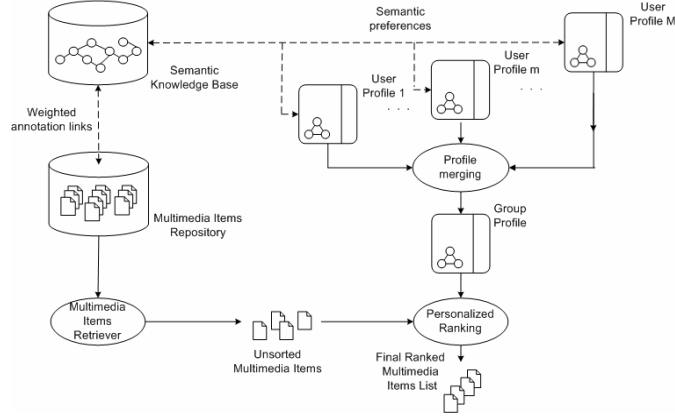 Semantic
preferences
User
Profile M
Semantic
Knowledge Base
User
Profile 1
. . .
User
Profile m
. . .
Weighted
annotation links
Profile
merging
Multimedia Items
Repository
Group
Profile
Multimedia
Items
Retriever
Unsorted
Multimedia Items
Personalized
Ranking
Final Ranked
Multimedia
Items List